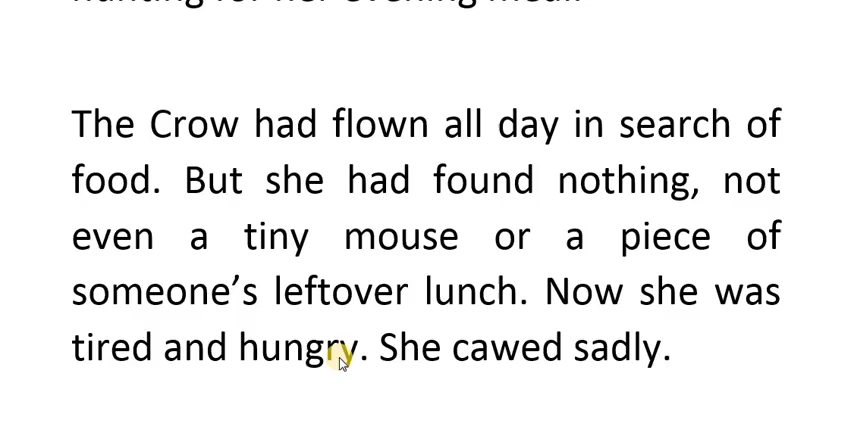 The Crow had flown all day in search of
food. But she had found nothing, not
even a tiny mouse or a piece of
someone’s leftover lunch. Now she was
tired and hungry. She cawed sadly.